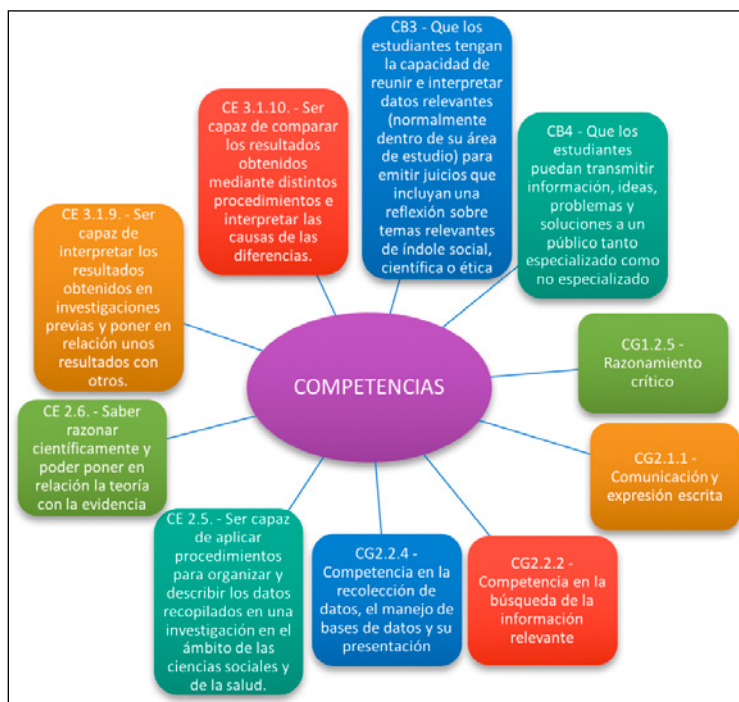 CB3 - Que los
estudiantes tengan
la capacidad de
reunir e interpretar
datos relevantes
(normalmente
dentro de su área
de estudio) para
emitir juicios que
incluyan una
reflexión sobre
temas relevantes
de índole social,
científica o ética
CB4 - Que los
estudiantes
puedan transmitir
información, ideas,
problemas y
soluciones a un
público tanto
especializado como
no especializado
CG1.2.5 -
Razonamiento
crítico
CG2.1.1 -
Comunicación y
expresión escrita
CG2.2.2 -
Competencia en la
búsqueda de la
información
relevante
CG2.2.4 -
Competencia en la
recolección de
datos, el manejo de
bases de datos y su
presentación
CE 2.5. - Ser capaz
de aplicar
procedimientos
para organizar y
describir los datos
recopilados en una
investigación en el
ámbito de las
ciencias sociales y
de la salud.
CE 2.6. - Saber
razonar
científicamente y
poder poner en
relación la teoría
con la evidencia
CE 3.1.9. - Ser
capaz de
interpretar los
resultados
obtenidos en
investigaciones
previas y poner en
relación unos
resultados con
otros.
CE 3.1.10. - Ser
capaz de comparar
los resultados
obtenidos
mediante distintos
procedimientos e
interpretar las
causas de las
diferencias.
COMPETENCIAS